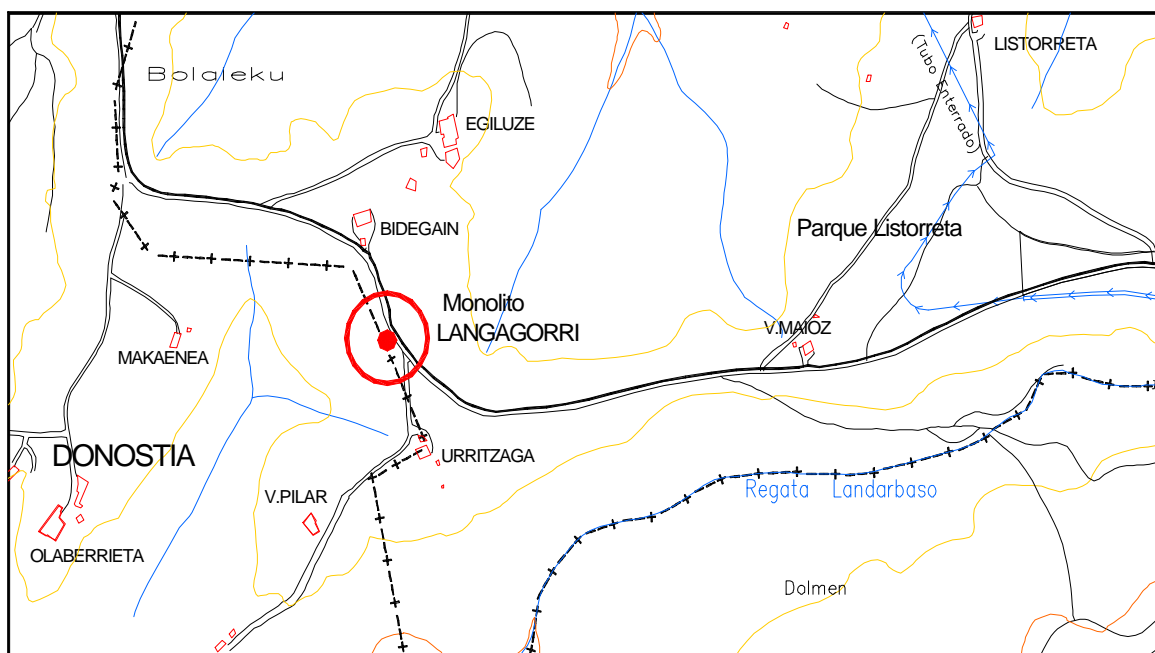 Bolaleku
LISTORRETA
(Tubo Enterrado)
EGILUZE
BIDEGAIN
Parque Listorreta
Monolito
LANGAGORRI
V.MAIOZ
MAKAENEA
DONOSTIA
URRITZAGA
Regata Landarbaso
V.PILAR
OLABERRIETA
Dolmen